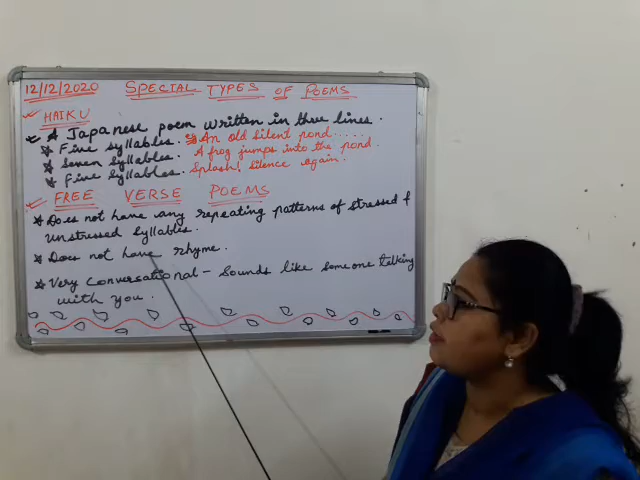 12/12/2020 SPECIAL TYPES OF POEMS
HAIKU
A Japanese poem written in three lines.
Five syllables. An old silent pond.....
Seven syllables. A frog jumps into the pond.
Five syllables. Splash! Silence again.
FREE VERSE POEMS
Does not have any repeating patterns of stressed &
unstressed syllables.
Does not have rhyme.
Very conversational - sounds like someone talking
with you.